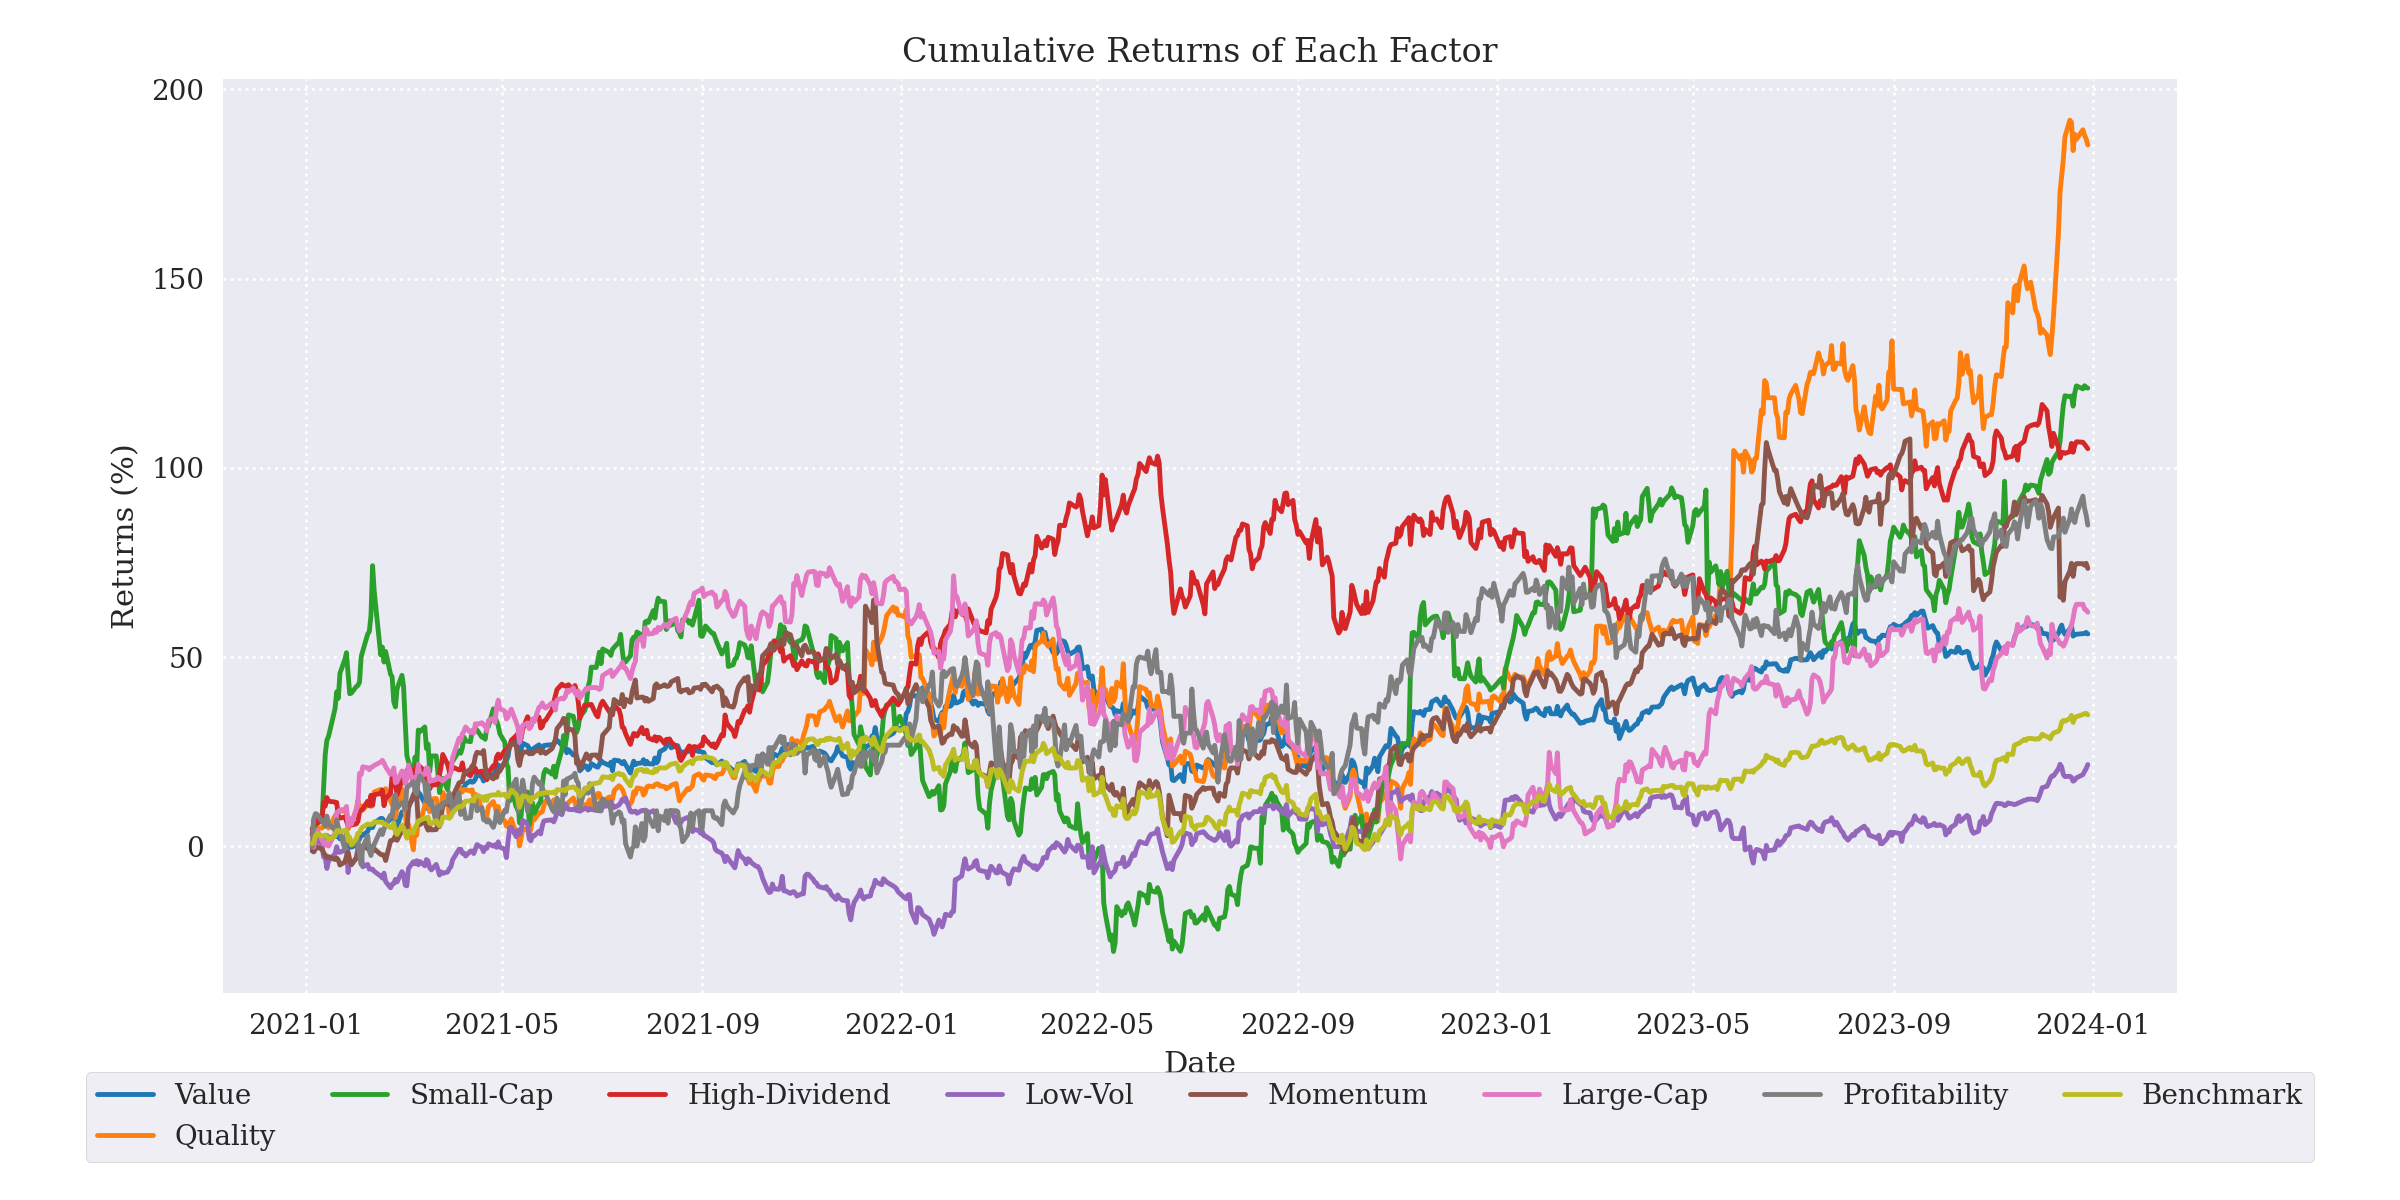 Cumulative Returns of Each Factor
200
150
100
50
0
Returns (%)
2021-01 2021-05 2021-09 2022-01 2022-05 2022-09 2023-01 2023-05 2023-09 2024-01
Date
Value Small-Cap High-Dividend Low-Vol Momentum Large-Cap Profitability Benchmark
Quality